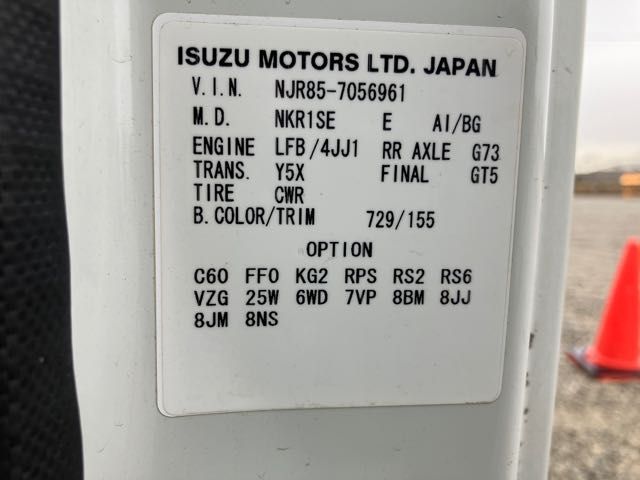 ISUZU MOTORS LTD. JAPAN
V.I.N. NJR85-7056961
M.D. NKR1SE E AI/BG
ENGINE LFB/4JJ1 RR AXLE G73
TRANS. Y5X FINAL GT5
TIRE CWR
B.COLOR/TRIM 729/155
OPTION
C60 FF0 KG2 RPS RS2 RS6
VZG 25W 6WD 7VP 8BM 8JJ
8JM 8NS